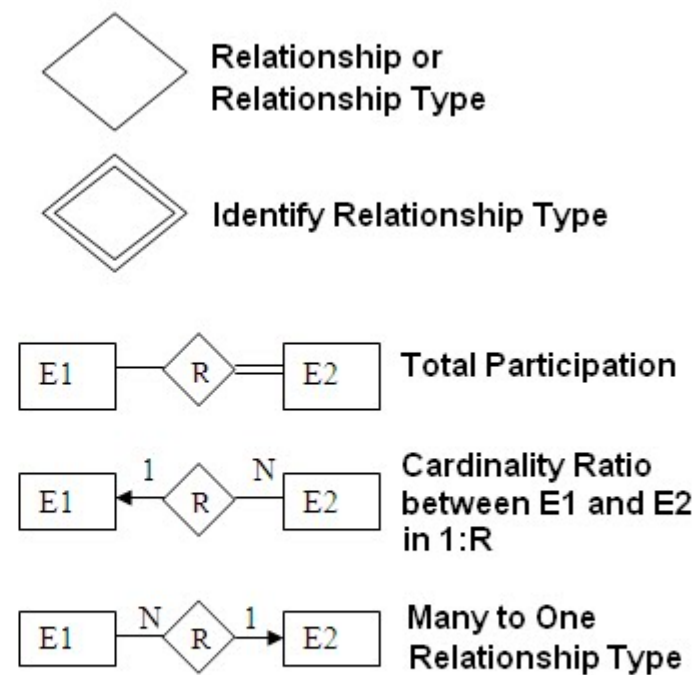 Relationship or
Relationship Type
Identify Relationship Type
E1 R E2 Total Participation
Cardinality Ratio
1 N
E1 R E2 between E1 and E2
in 1:R
N 1 Many to One
E1 R E2 Relationship Type